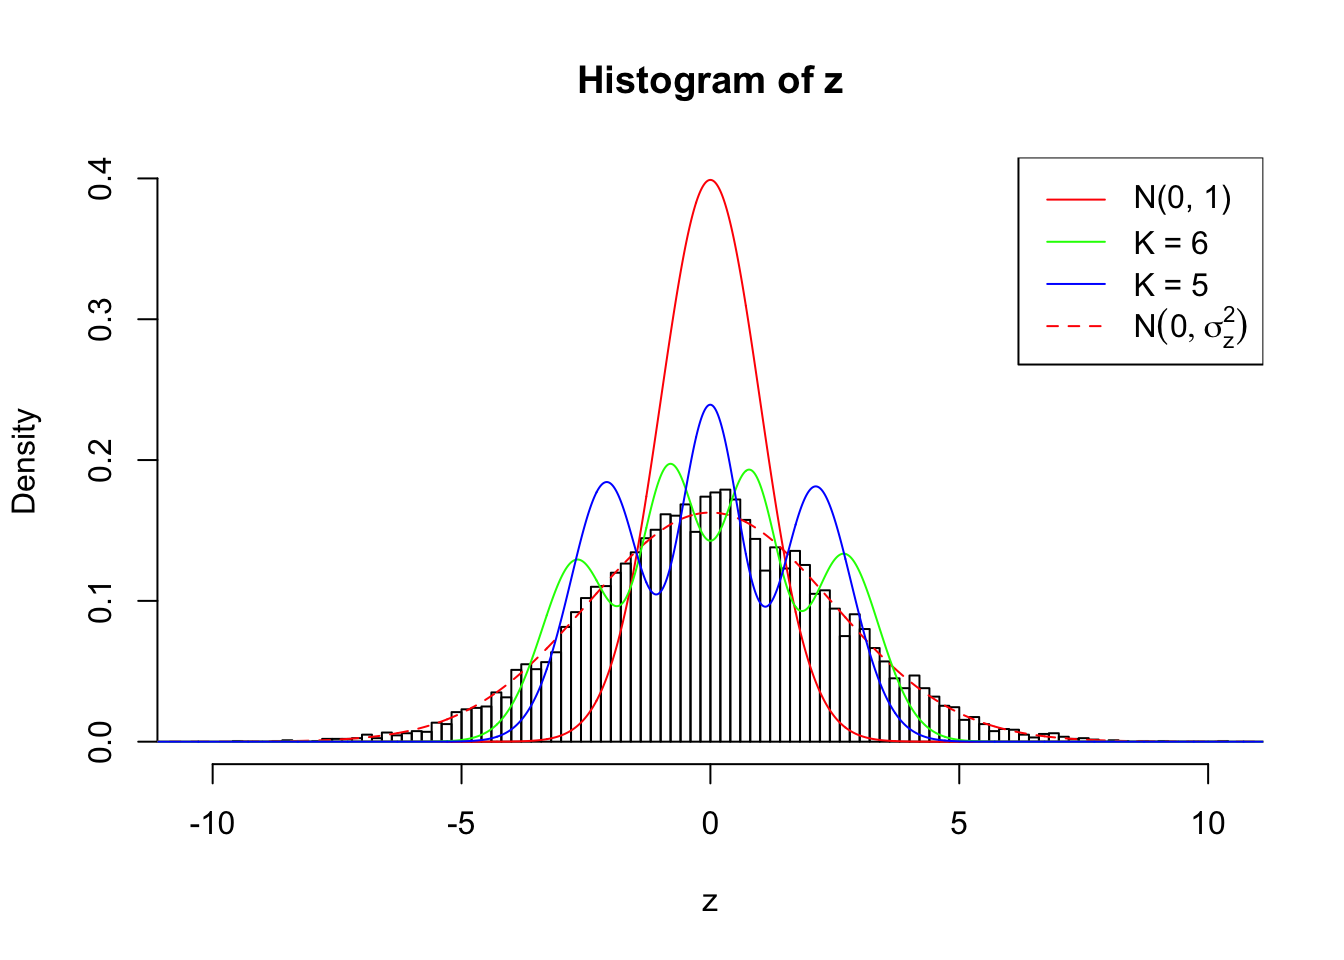 Histogram of z
Density
0.0
0.1
0.2
0.3
0.4
N(0, 1)
K = 6
K = 5
N(0, σ²z)
-10
-5
0
5
10
z